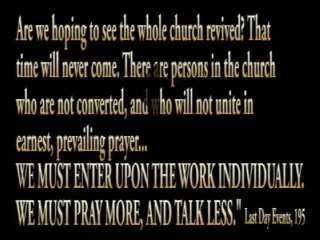 Are we hoping to see the whole church revived? That
time will never come. There are persons in the church
who are not converted, and who will not unite in
earnest, prevailing prayer...
WE MUST ENTER UPON THE WORK INDIVIDUALLY.
WE MUST PRAY MORE, AND TALK LESS." Last Day Events, 195